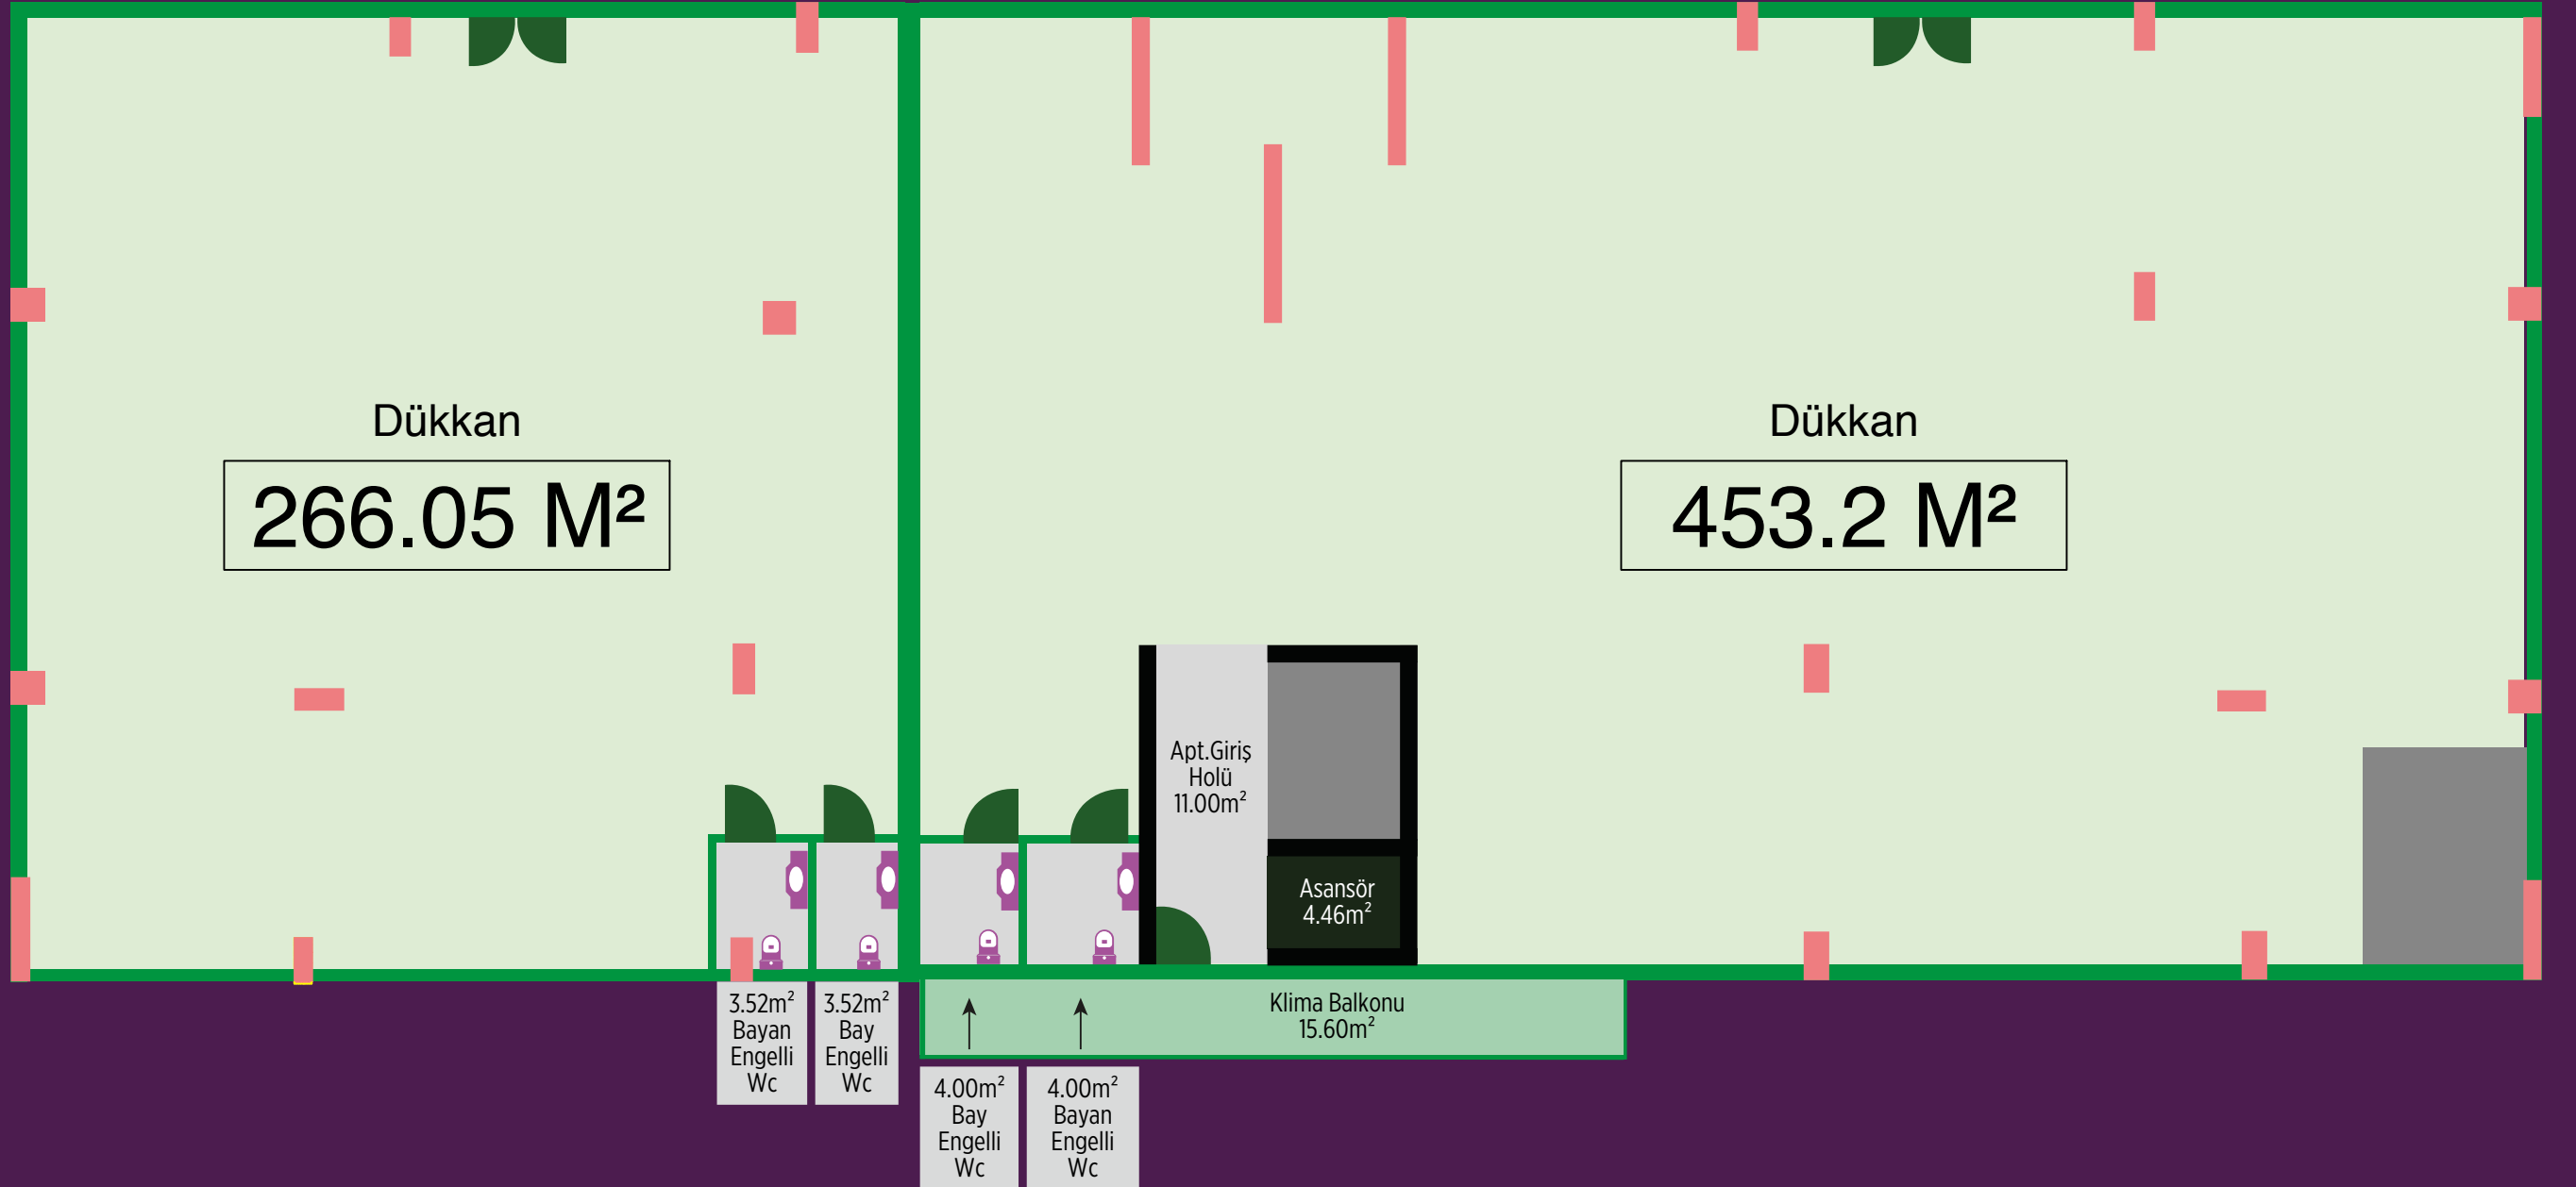 Dükkan
266.05 M²
Dükkan
453.2 M²
Apt.Giriş
Holü
11.00m²
Asansör
4.46m²
3.52m²
Bayan
Engelli
Wc
3.52m²
Bay
Engelli
Wc
Klima Balkonu
15.60m²
4.00m²
Bay
Engelli
Wc
4.00m²
Bayan
Engelli
Wc